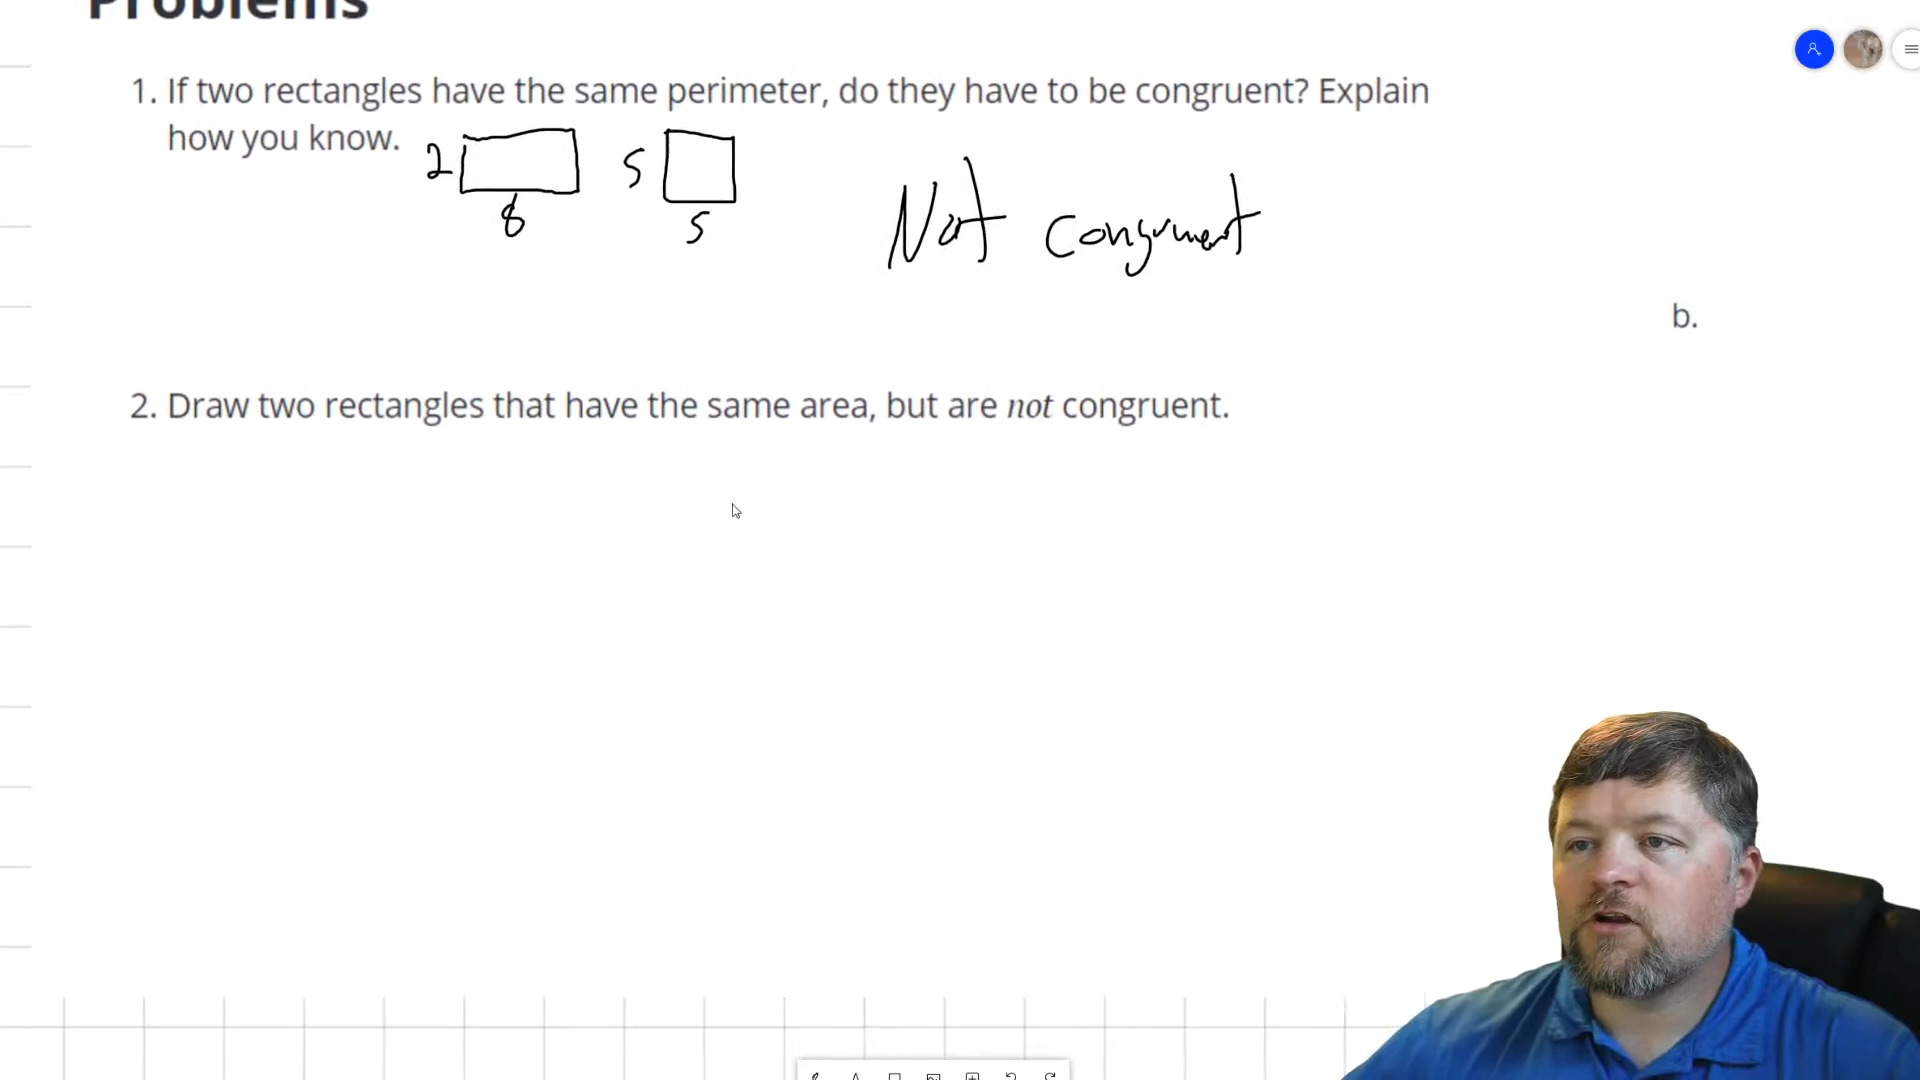 Problems
1. If two rectangles have the same perimeter, do they have to be congruent? Explain
how you know.
2
8
5
5
Not congruent
b.
2. Draw two rectangles that have the same area, but are not congruent.